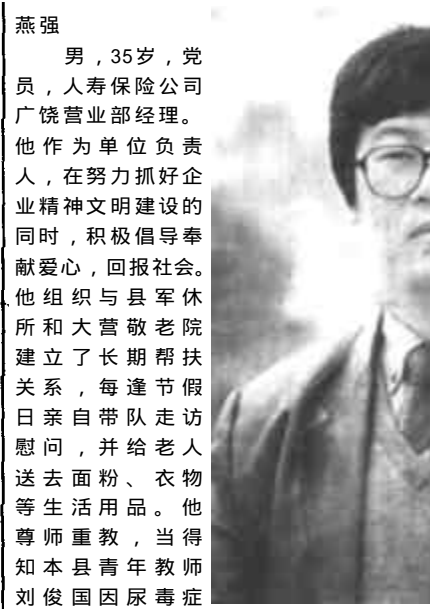 燕强
男，35岁，党
员，人寿保险公司
广饶营业部经理。
他作为单位负责
人，在努力抓好企
业精神文明建设的
同时，积极倡导奉
献爱心，回报社会。
他组织与县军休
所和大营敬老院
建立了长期帮扶
关系，每逢节假
日亲自带队走访
慰问，并给老人
送去面粉、衣物
等生活用品。他
尊师重教，当得
知本县青年教师
刘俊国因尿毒症